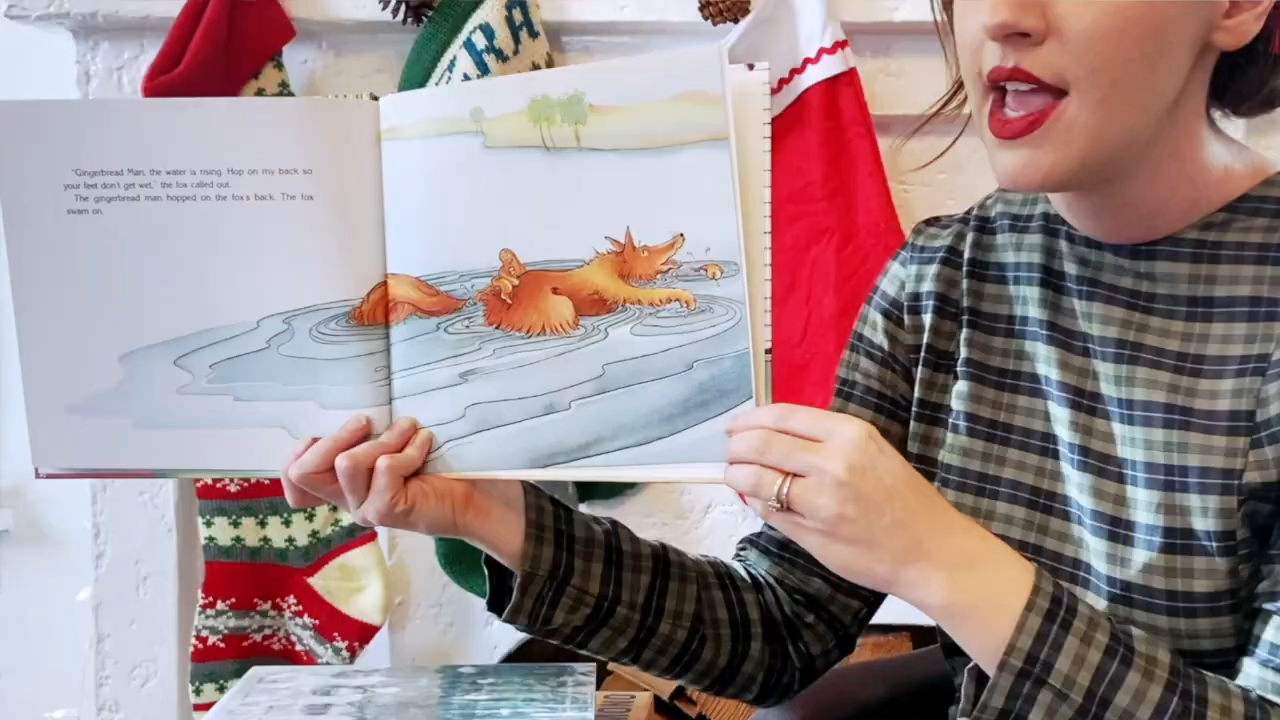 ERA
"Gingerbread Man, the water is rising. Hop on my back so
your feet don't get wet," the fox called out.
The gingerbread man hopped on the fox's back. The fox
swam on.